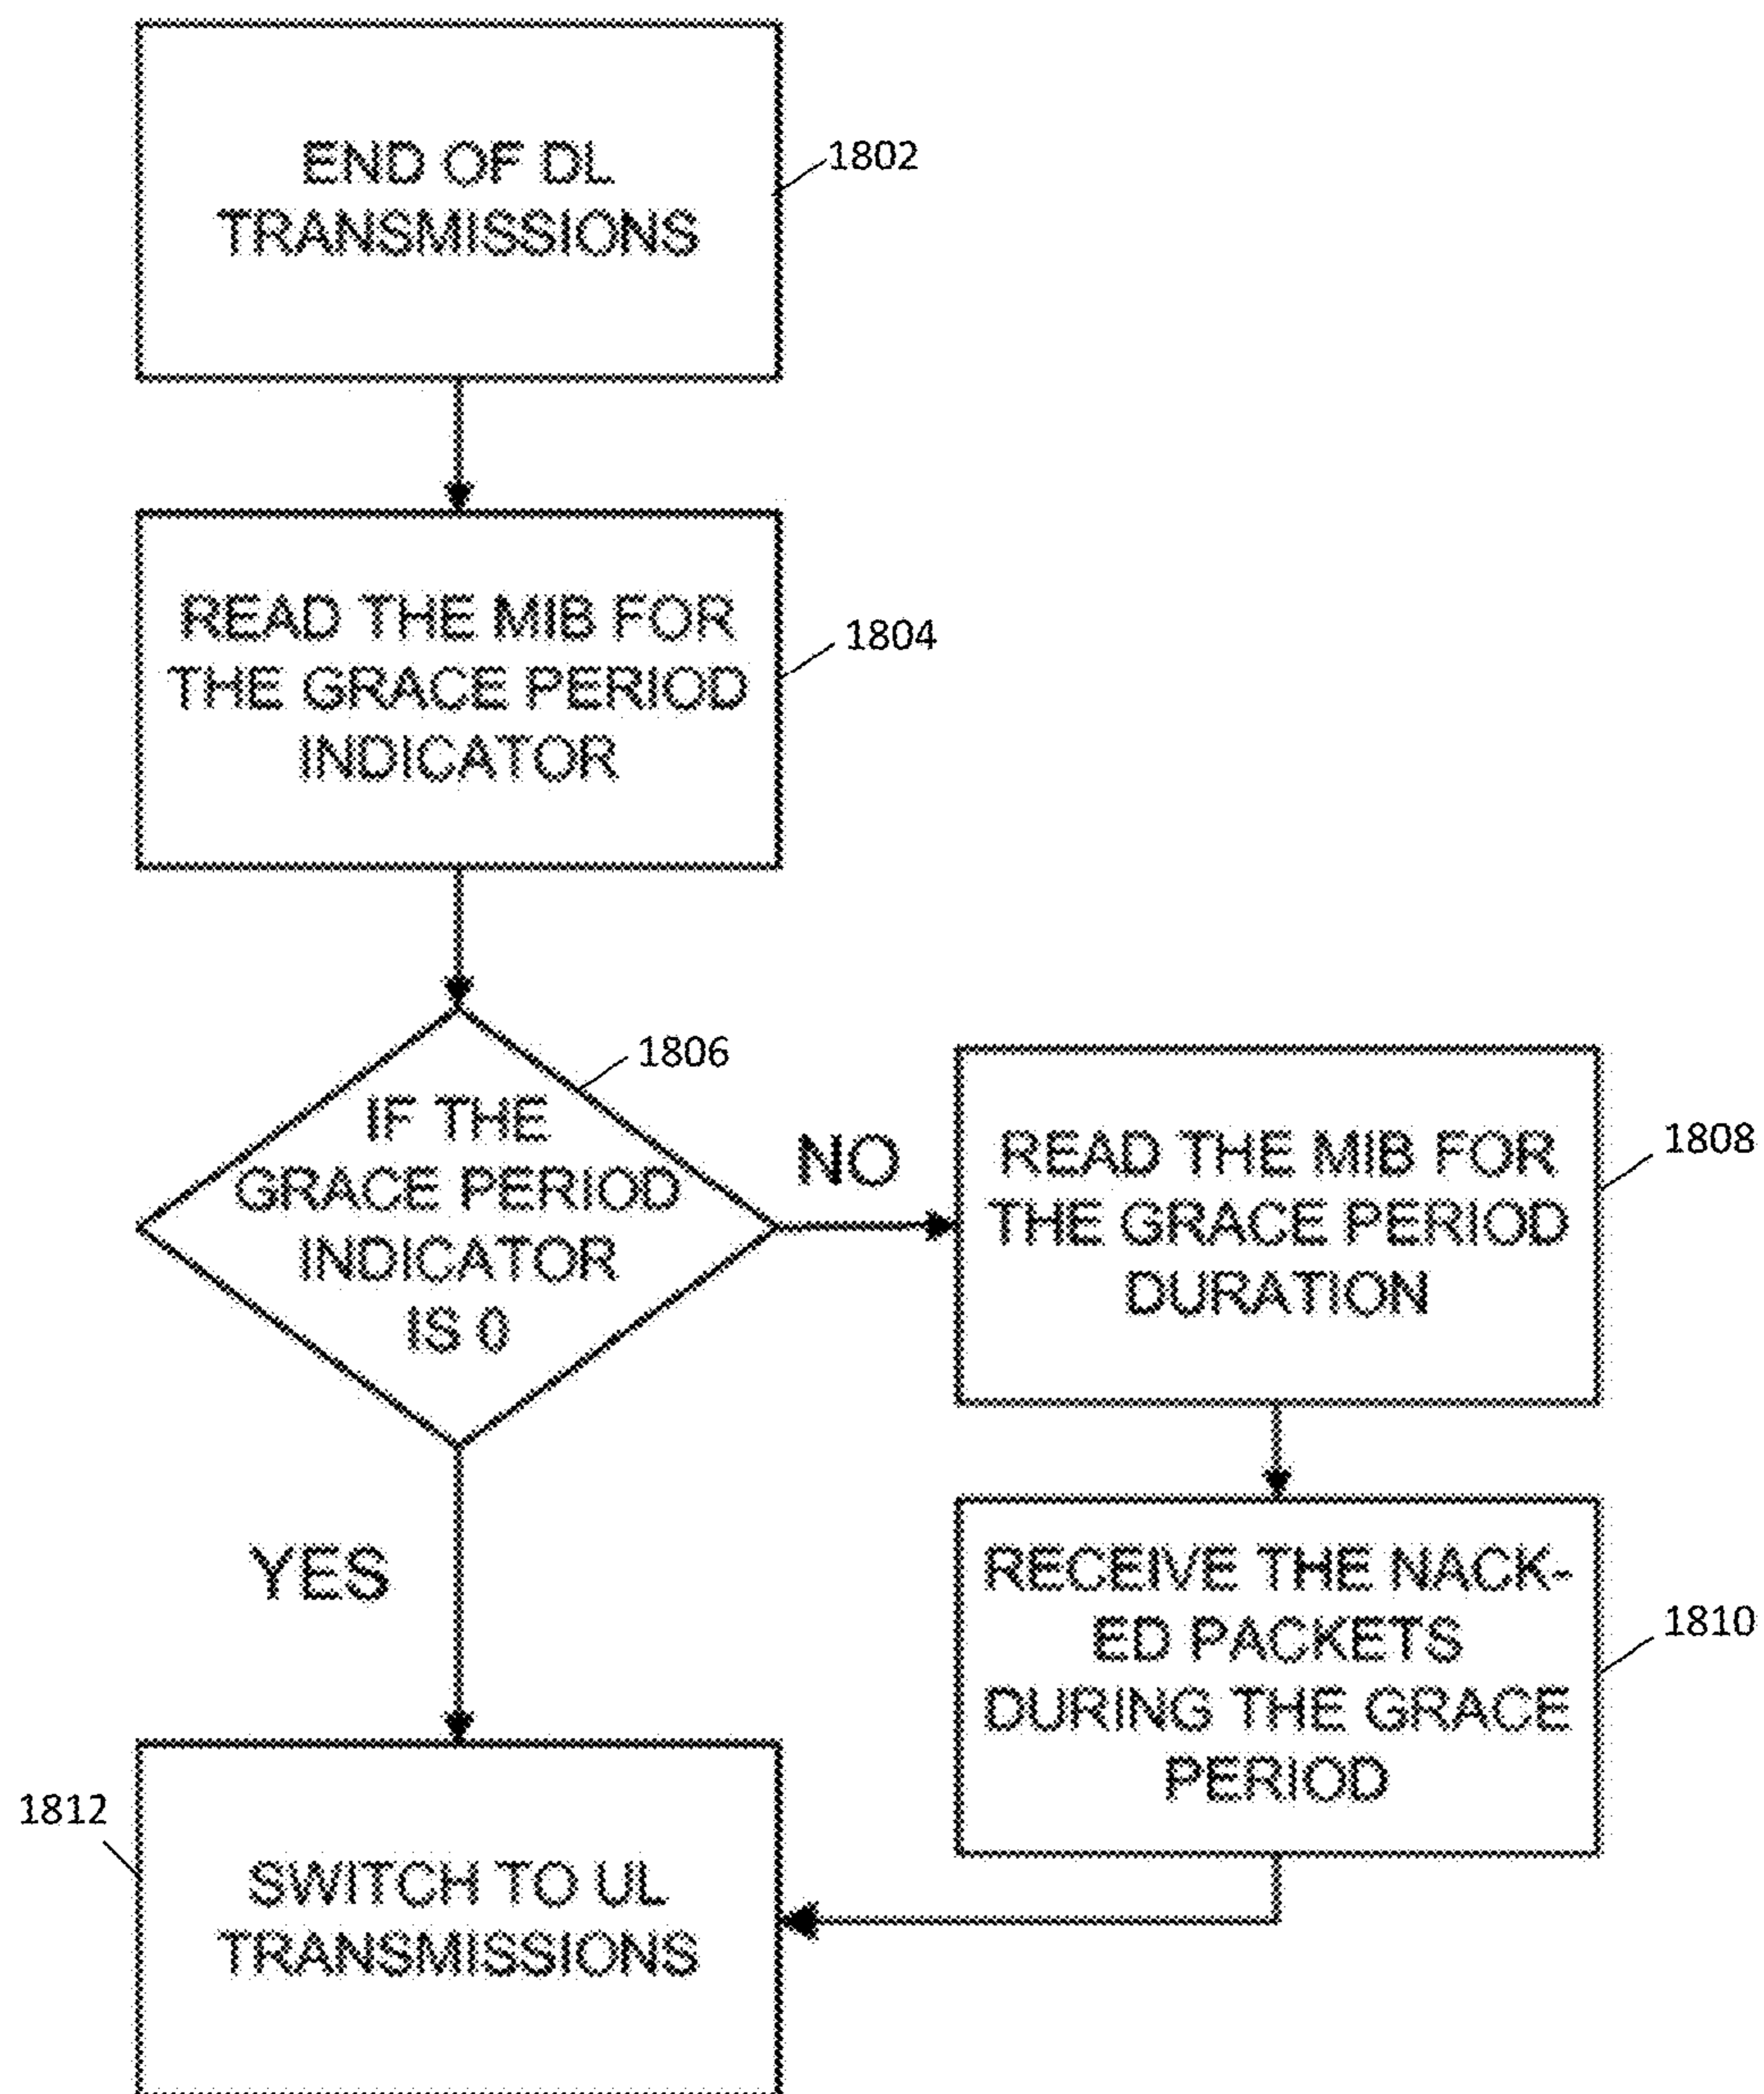 END OF DL
TRANSMISSIONS
1802
READ THE MIB FOR
THE GRACE PERIOD
INDICATOR
1804
IF THE
GRACE PERIOD
INDICATOR
IS 0
1806
NO
READ THE MIB FOR
THE GRACE PERIOD
DURATION
1808
RECEIVE THE NACK-
ED PACKETS
DURING THE GRACE
PERIOD
1810
YES
1812
SWITCH TO UL
TRANSMISSIONS